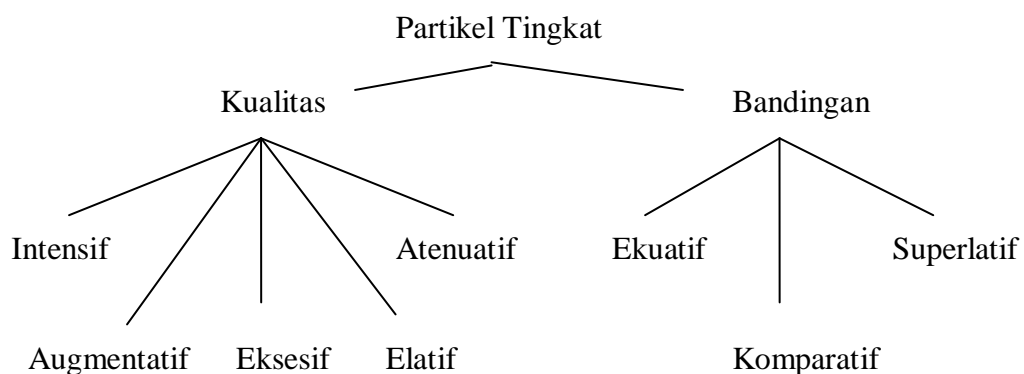 Partikel Tingkat
Kualitas Bandingan
Intensif Atenuatif Ekuatif Superlatif
Augmentatif Eksesif Elatif Komparatif